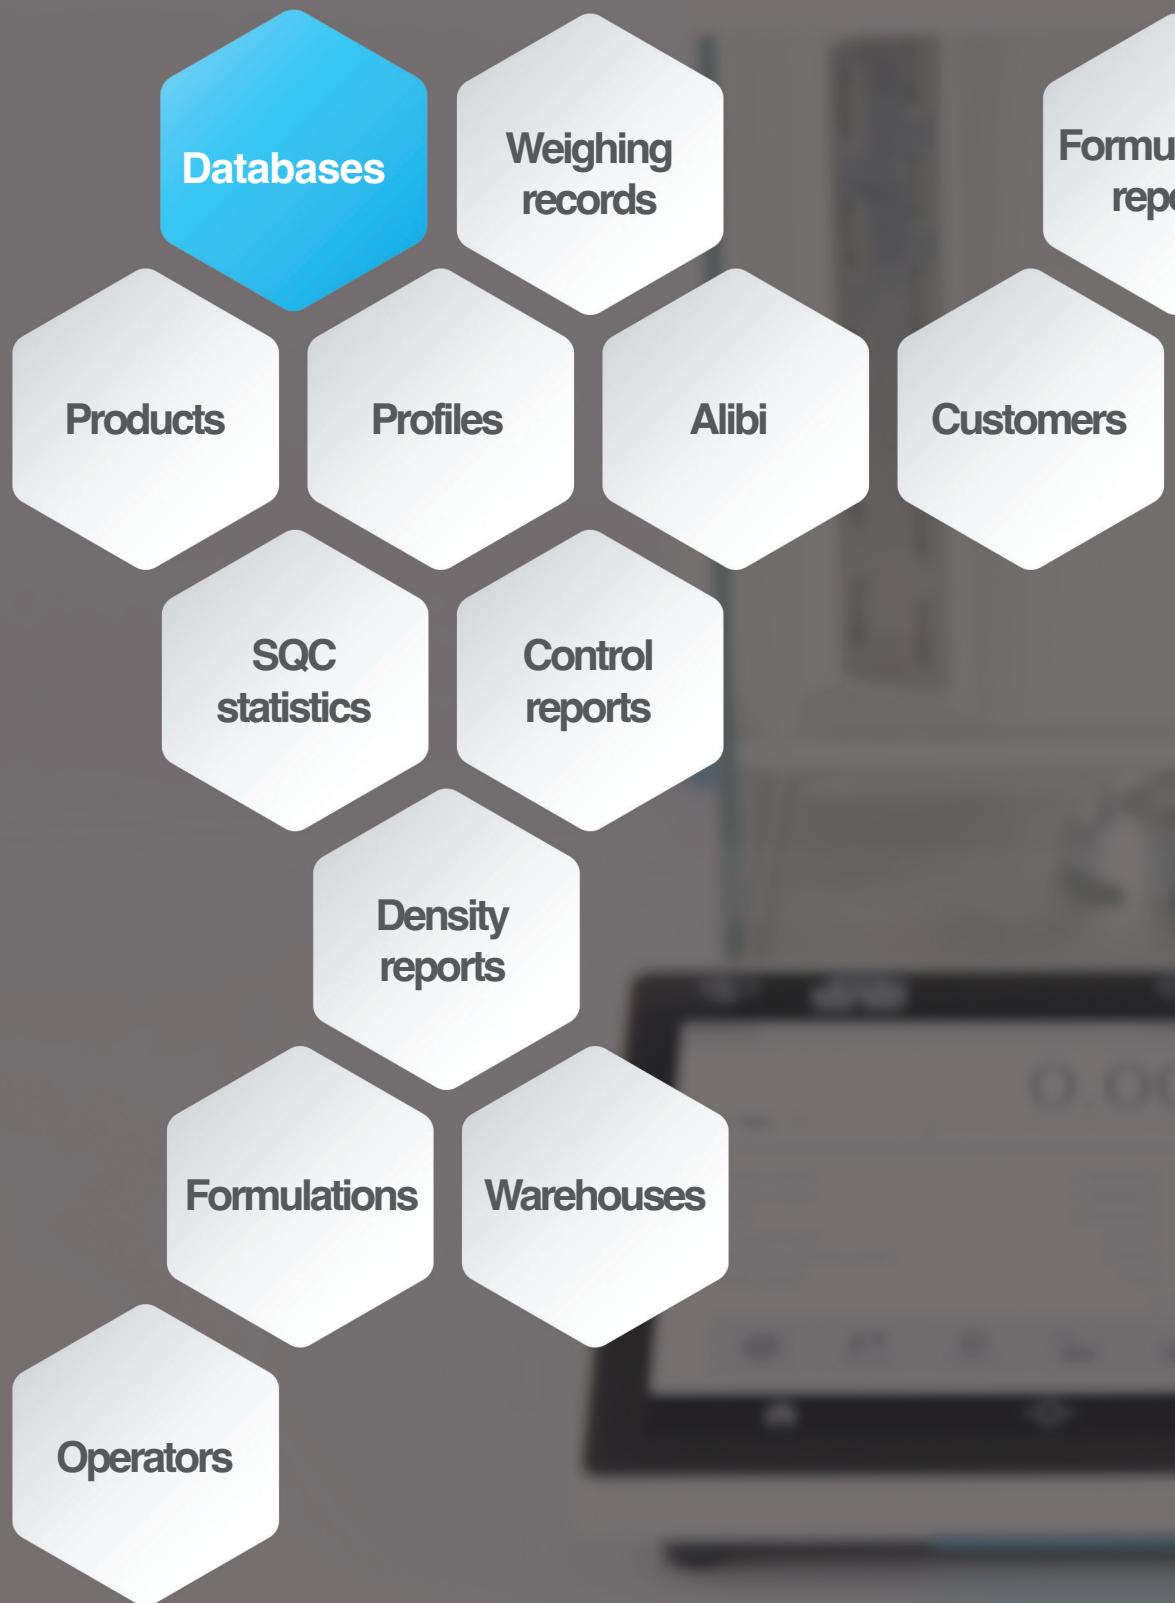 Databases
Weighing
records
Products
Profiles
Alibi
Customers
SQC
statistics
Control
reports
Density
reports
Formulations
Warehouses
Operators